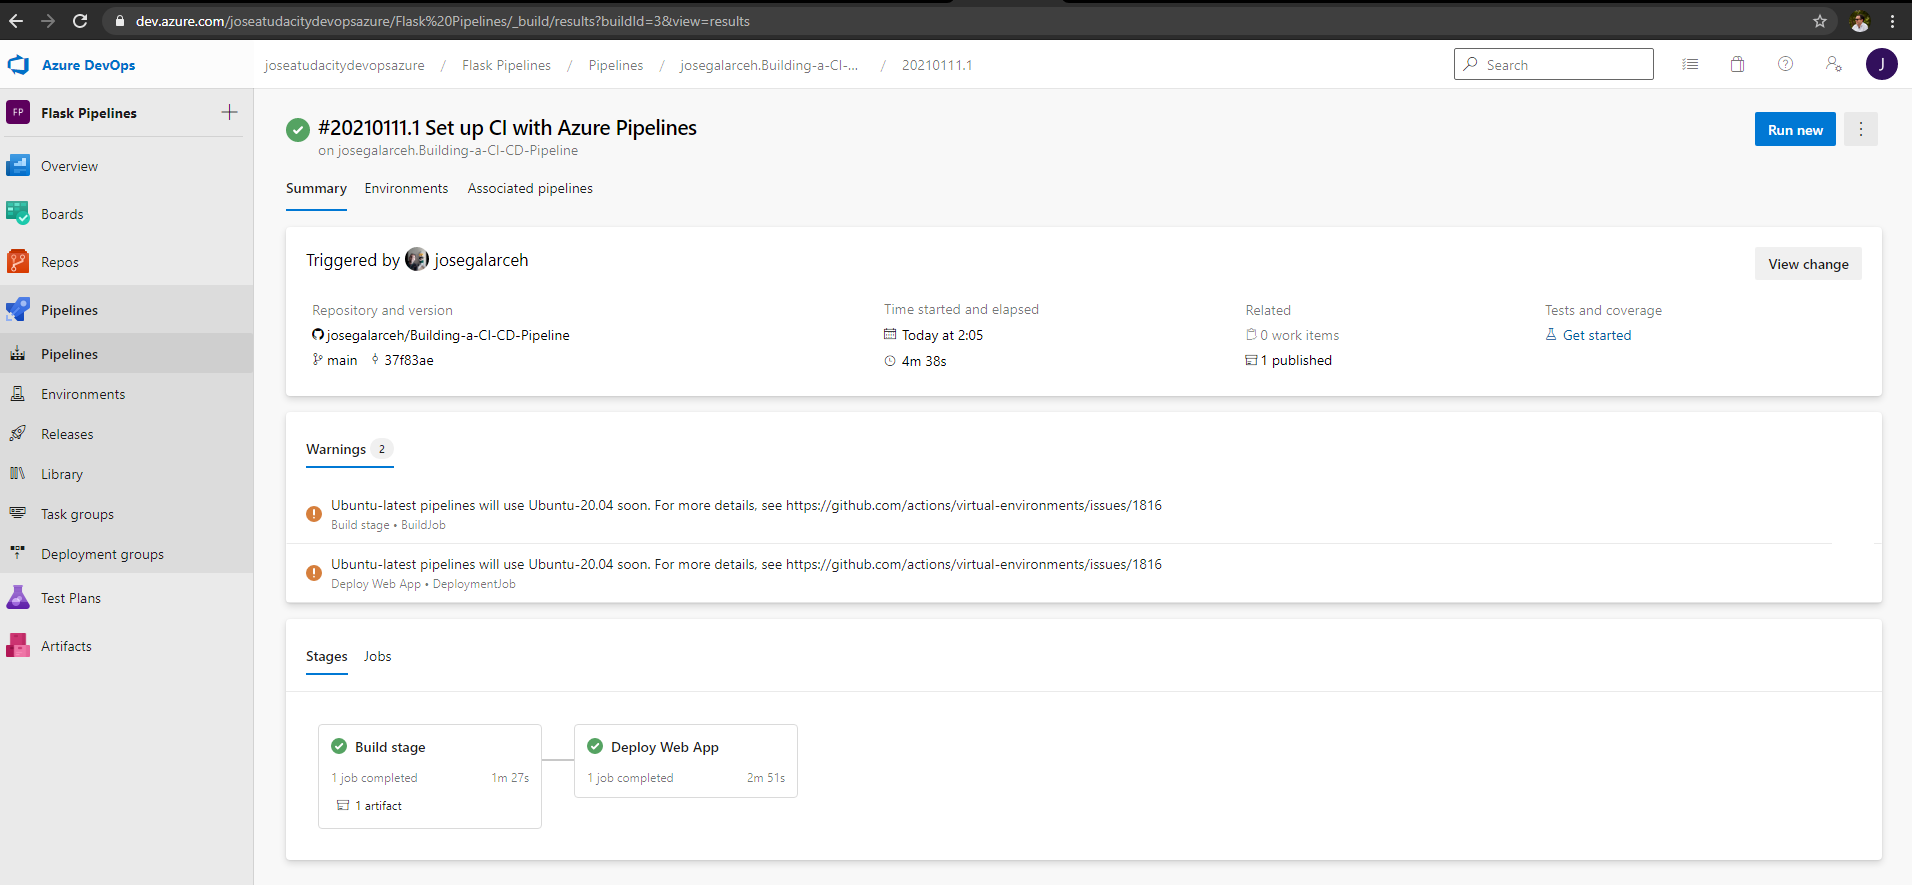 dev.azure.com/joseatudacitydevopsazure/Flask%20Pipelines/_build/results?buildId=3&view=results
Azure DevOps
joseatudacitydevopsazure / Flask Pipelines / Pipelines / josegalarceh.Building-a-CI-... / 20210111.1
Search
J
FP Flask Pipelines
Overview
Boards
Repos
Pipelines
Pipelines
Environments
Releases
Library
Task groups
Deployment groups
Test Plans
Artifacts
#20210111.1 Set up CI with Azure Pipelines
on josegalarceh.Building-a-CI-CD-Pipeline
Run new
Summary Environments Associated pipelines
Triggered by josegalarceh
View change
Repository and version
josegalarceh/Building-a-CI-CD-Pipeline
main 37f83ae
Time started and elapsed
Today at 2:05
4m 38s
Related
0 work items
1 published
Tests and coverage
Get started
Warnings 2
Ubuntu-latest pipelines will use Ubuntu-20.04 soon. For more details, see https://github.com/actions/virtual-environments/issues/1816
Build stage • BuildJob
Ubuntu-latest pipelines will use Ubuntu-20.04 soon. For more details, see https://github.com/actions/virtual-environments/issues/1816
Deploy Web App • DeploymentJob
Stages Jobs
Build stage
1 job completed 1m 27s
1 artifact
Deploy Web App
1 job completed 2m 51s